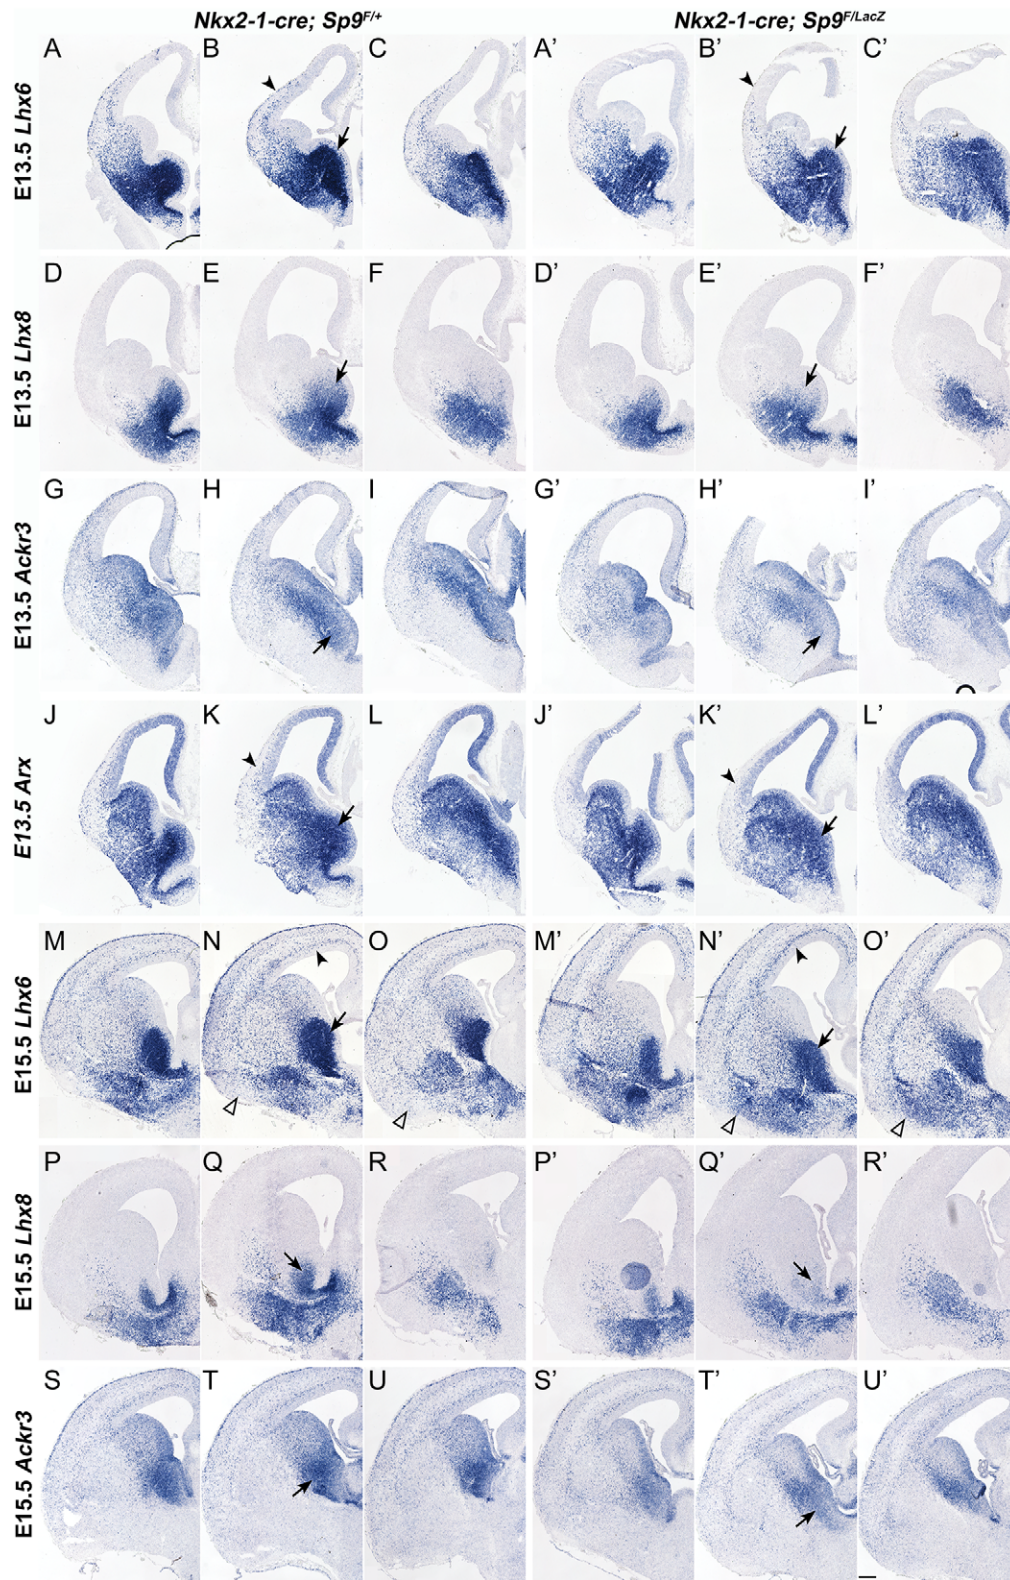 Nkx2-1-cre; Sp9F/+
Nkx2-1-cre; Sp9F/LacZ
E13.5 Lhx6
A B C A’ B’ C’
E13.5 Lhx8
D E F D’ E’ F’
E13.5 Ackr3
G H I G’ H’ I’
E13.5 Arx
J K L J’ K’ L’
E15.5 Lhx6
M N O M’ N’ O’
E15.5 Lhx8
P Q R P’ Q’ R’
E15.5 Ackr3
S T U S’ T’ U’